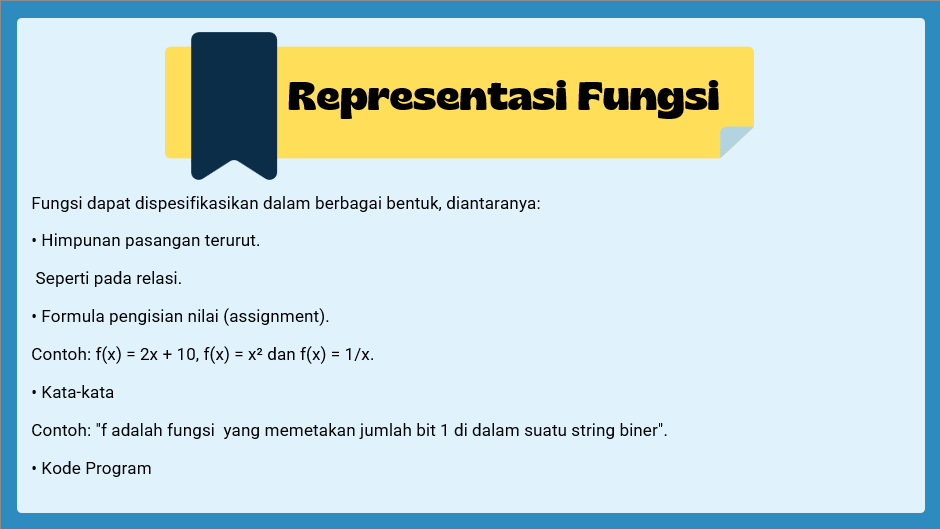 Representasi Fungsi
Fungsi dapat dispesifikasikan dalam berbagai bentuk, diantaranya:
• Himpunan pasangan terurut.
Seperti pada relasi.
• Formula pengisian nilai (assignment).
Contoh: f(x) = 2x + 10, f(x) = x² dan f(x) = 1/x.
• Kata-kata
Contoh: "f adalah fungsi  yang memetakan jumlah bit 1 di dalam suatu string biner".
• Kode Program